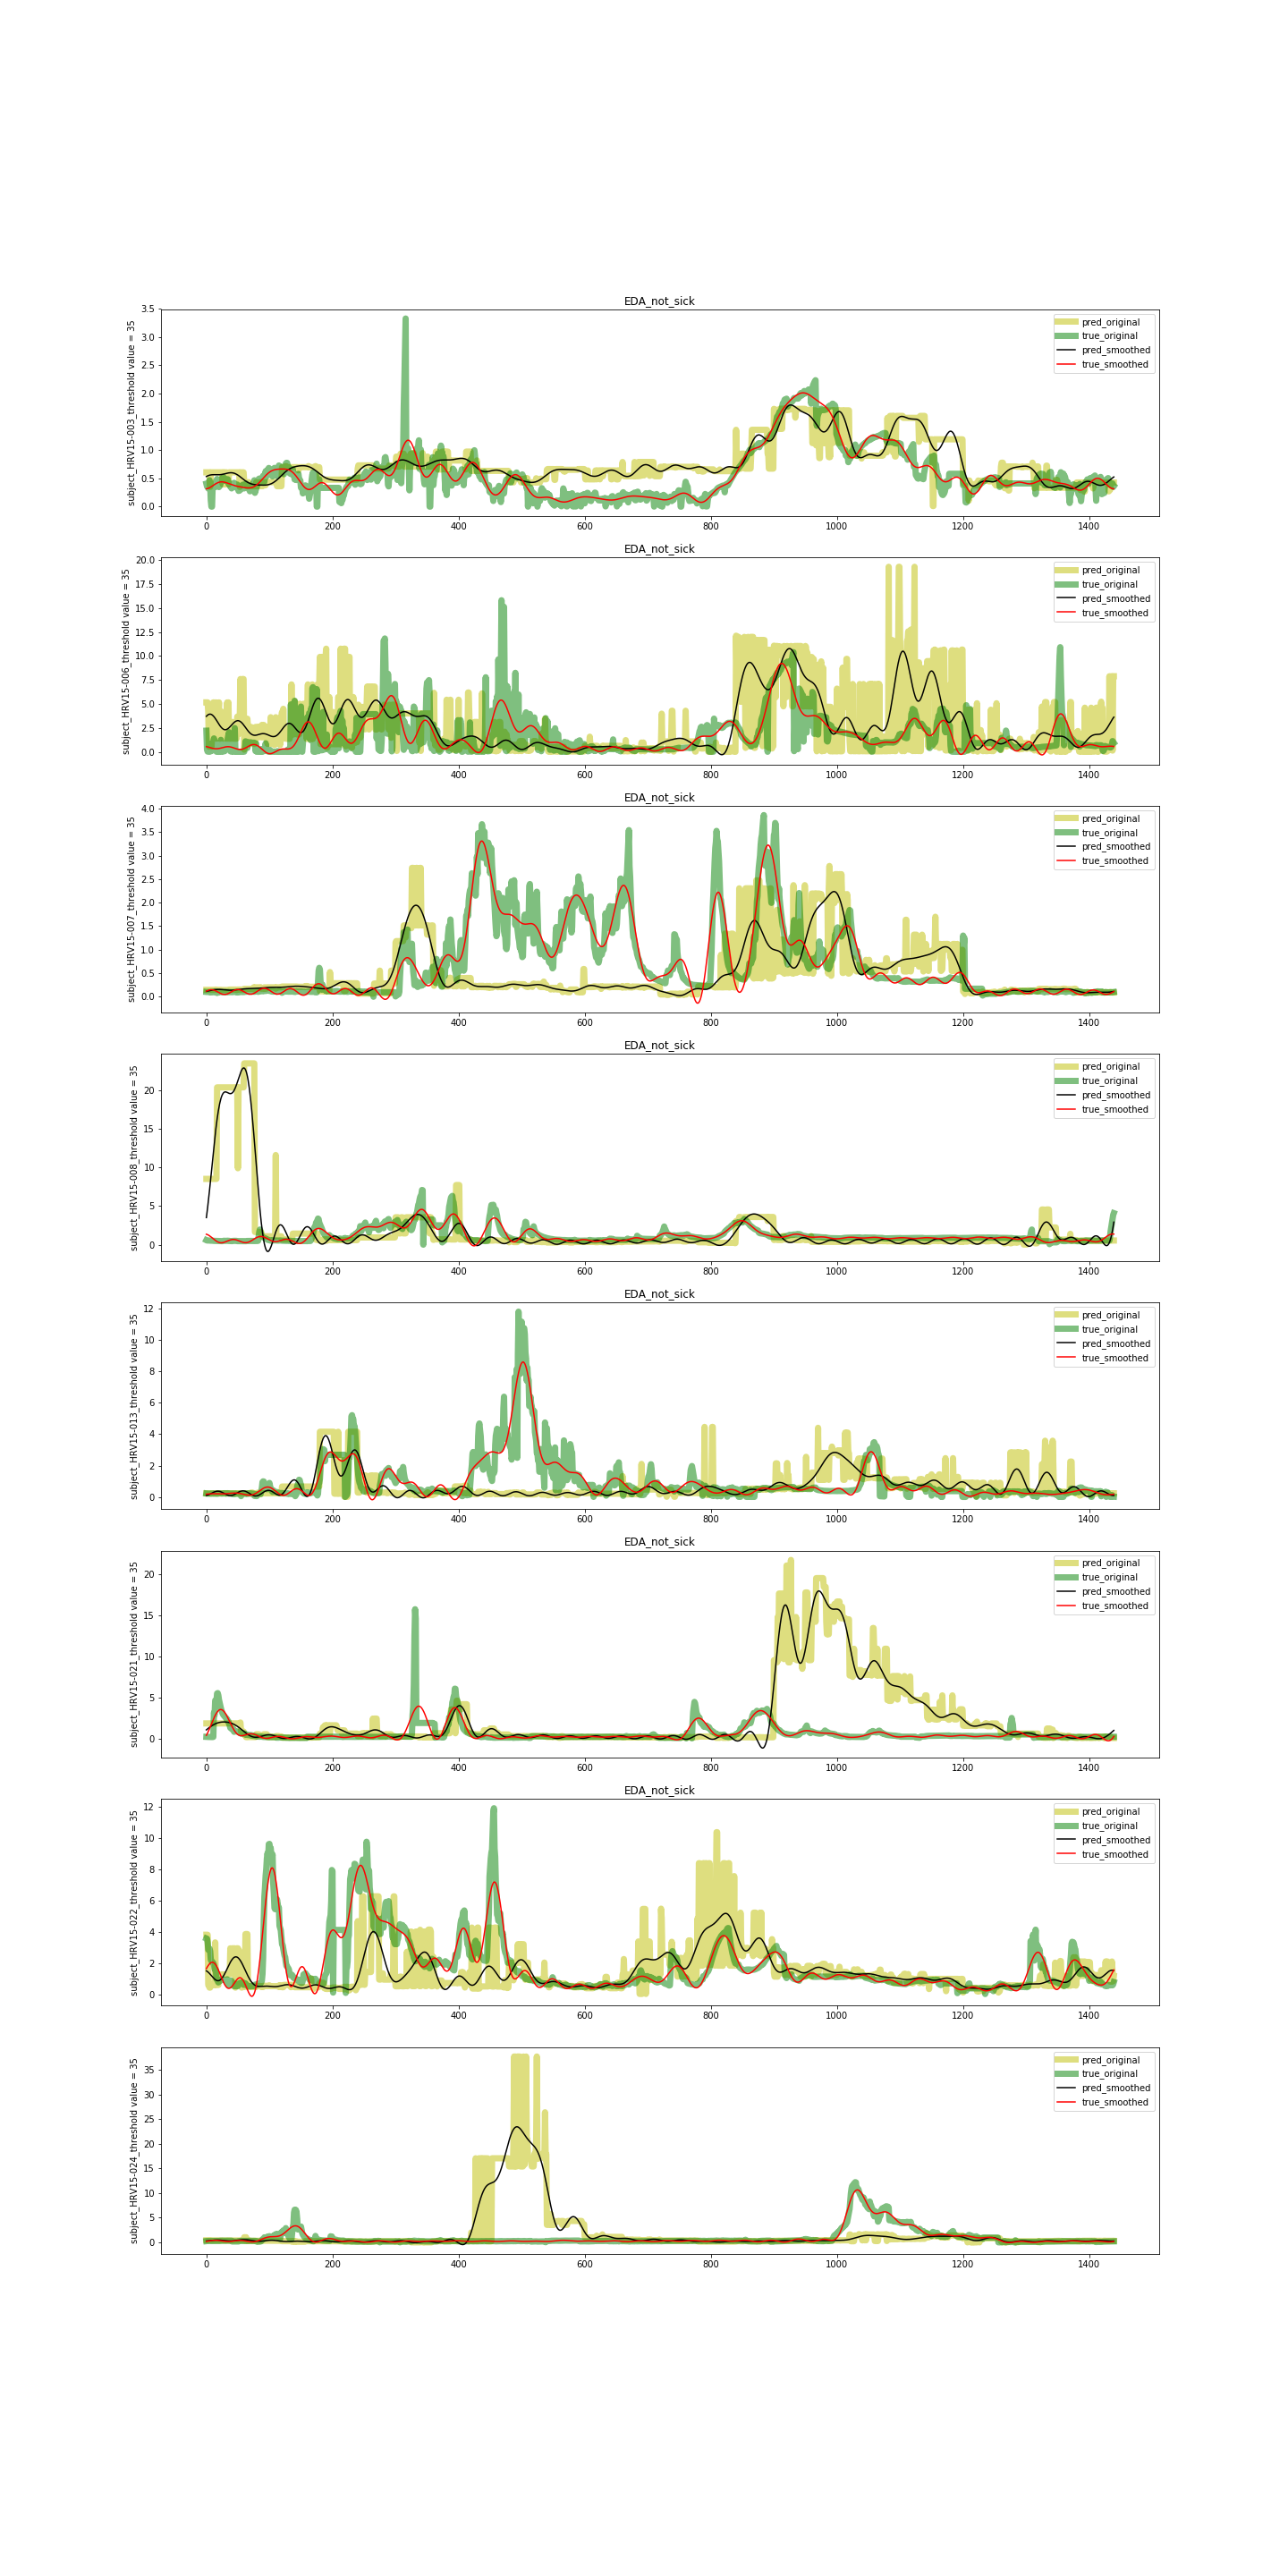 EDA_not_sick
subject_HRV15-003_threshold value = 35
3.5
3.0
2.5
2.0
1.5
1.0
0.5
0.0
pred_original
true_original
pred_smoothed
true_smoothed
0 200 400 600 800 1000 1200 1400
EDA_not_sick
subject_HRV15-006_threshold value = 35
20.0
17.5
15.0
12.5
10.0
7.5
5.0
2.5
0.0
pred_original
true_original
pred_smoothed
true_smoothed
0 200 400 600 800 1000 1200 1400
EDA_not_sick
subject_HRV15-007_threshold value = 35
4.0
3.5
3.0
2.5
2.0
1.5
1.0
0.5
0.0
pred_original
true_original
pred_smoothed
true_smoothed
0 200 400 600 800 1000 1200 1400
EDA_not_sick
subject_HRV15-008_threshold value = 35
20
15
10
5
0
pred_original
true_original
pred_smoothed
true_smoothed
0 200 400 600 800 1000 1200 1400
EDA_not_sick
subject_HRV15-013_threshold value = 35
12
10
8
6
4
2
0
pred_original
true_original
pred_smoothed
true_smoothed
0 200 400 600 800 1000 1200 1400
EDA_not_sick
subject_HRV15-021_threshold value = 35
20
15
10
5
0
pred_original
true_original
pred_smoothed
true_smoothed
0 200 400 600 800 1000 1200 1400
EDA_not_sick
subject_HRV15-022_threshold value = 35
12
10
8
6
4
2
0
pred_original
true_original
pred_smoothed
true_smoothed
0 200 400 600 800 1000 1200 1400
subject_HRV15-024_threshold value = 35
35
30
25
20
15
10
5
0
pred_original
true_original
pred_smoothed
true_smoothed
0 200 400 600 800 1000 1200 1400